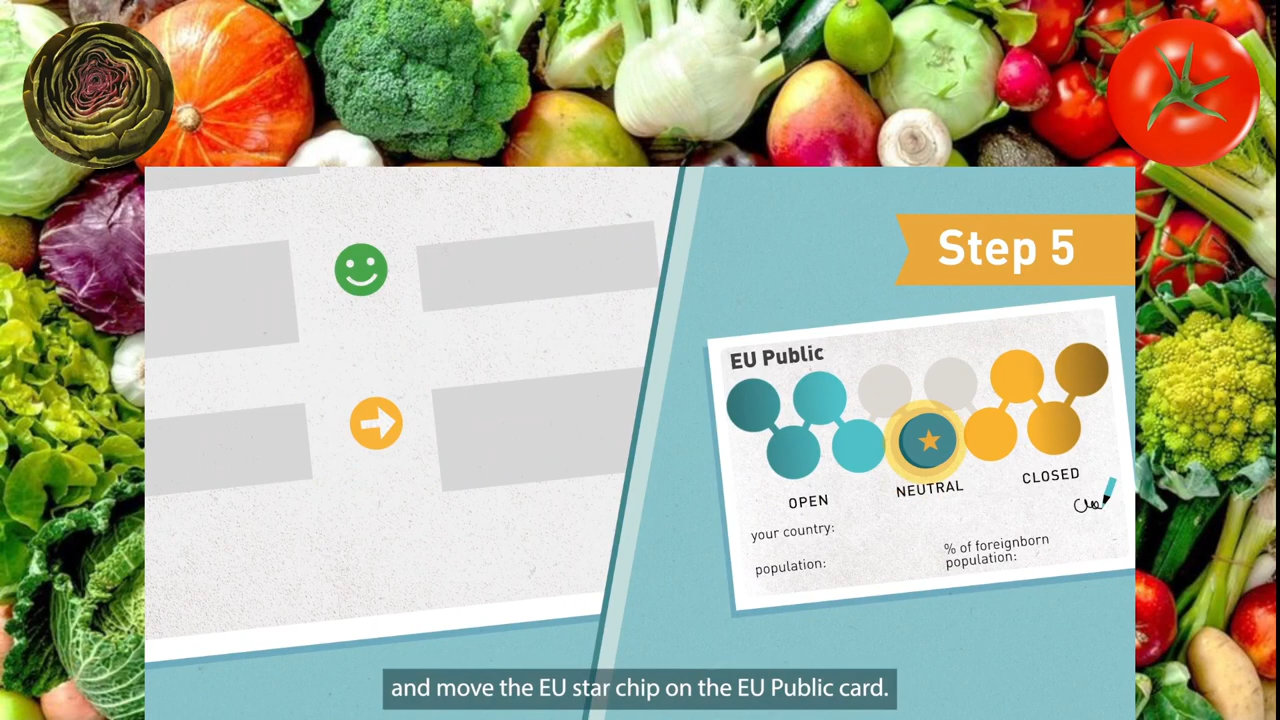 Step 5
EU Public
OPEN
NEUTRAL
CLOSED
your country:
population:
% of foreignborn
population:
and move the EU star chip on the EU Public card.